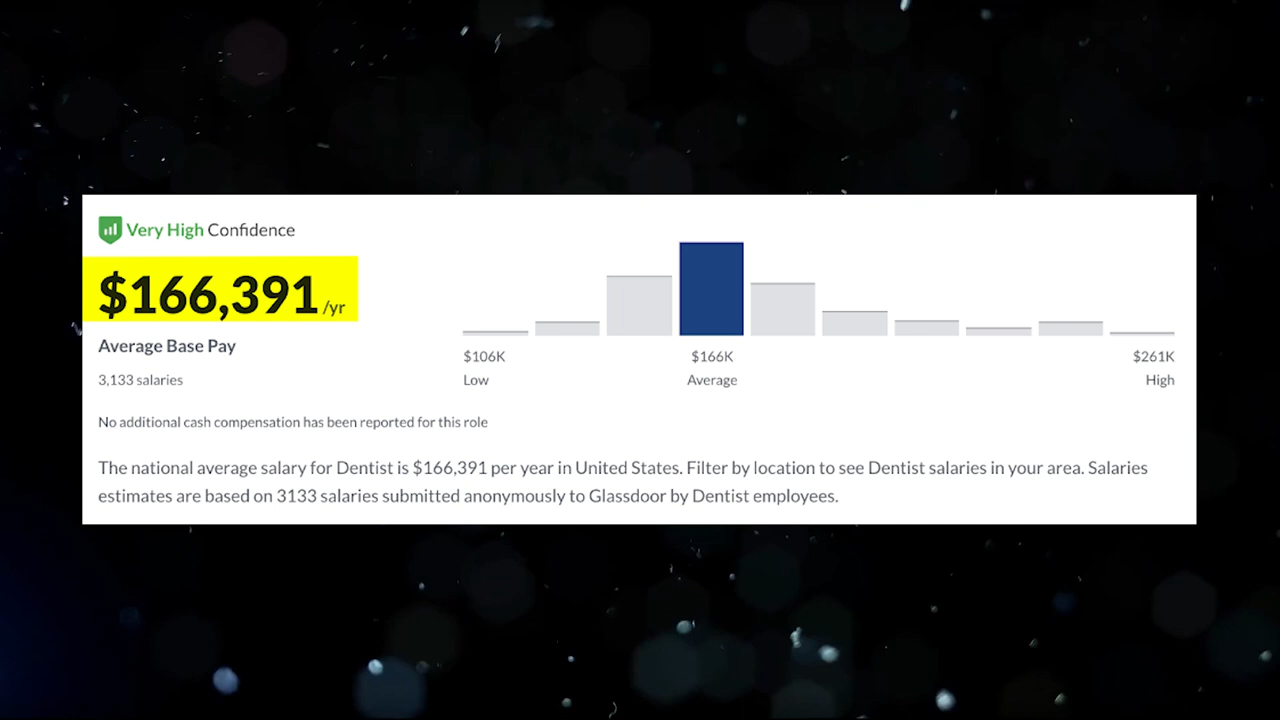 Very High Confidence
$166,391 /yr
Average Base Pay
3,133 salaries
$106K
Low
$166K
Average
$261K
High
No additional cash compensation has been reported for this role
The national average salary for Dentist is $166,391 per year in United States. Filter by location to see Dentist salaries in your area. Salaries
estimates are based on 3133 salaries submitted anonymously to Glassdoor by Dentist employees.